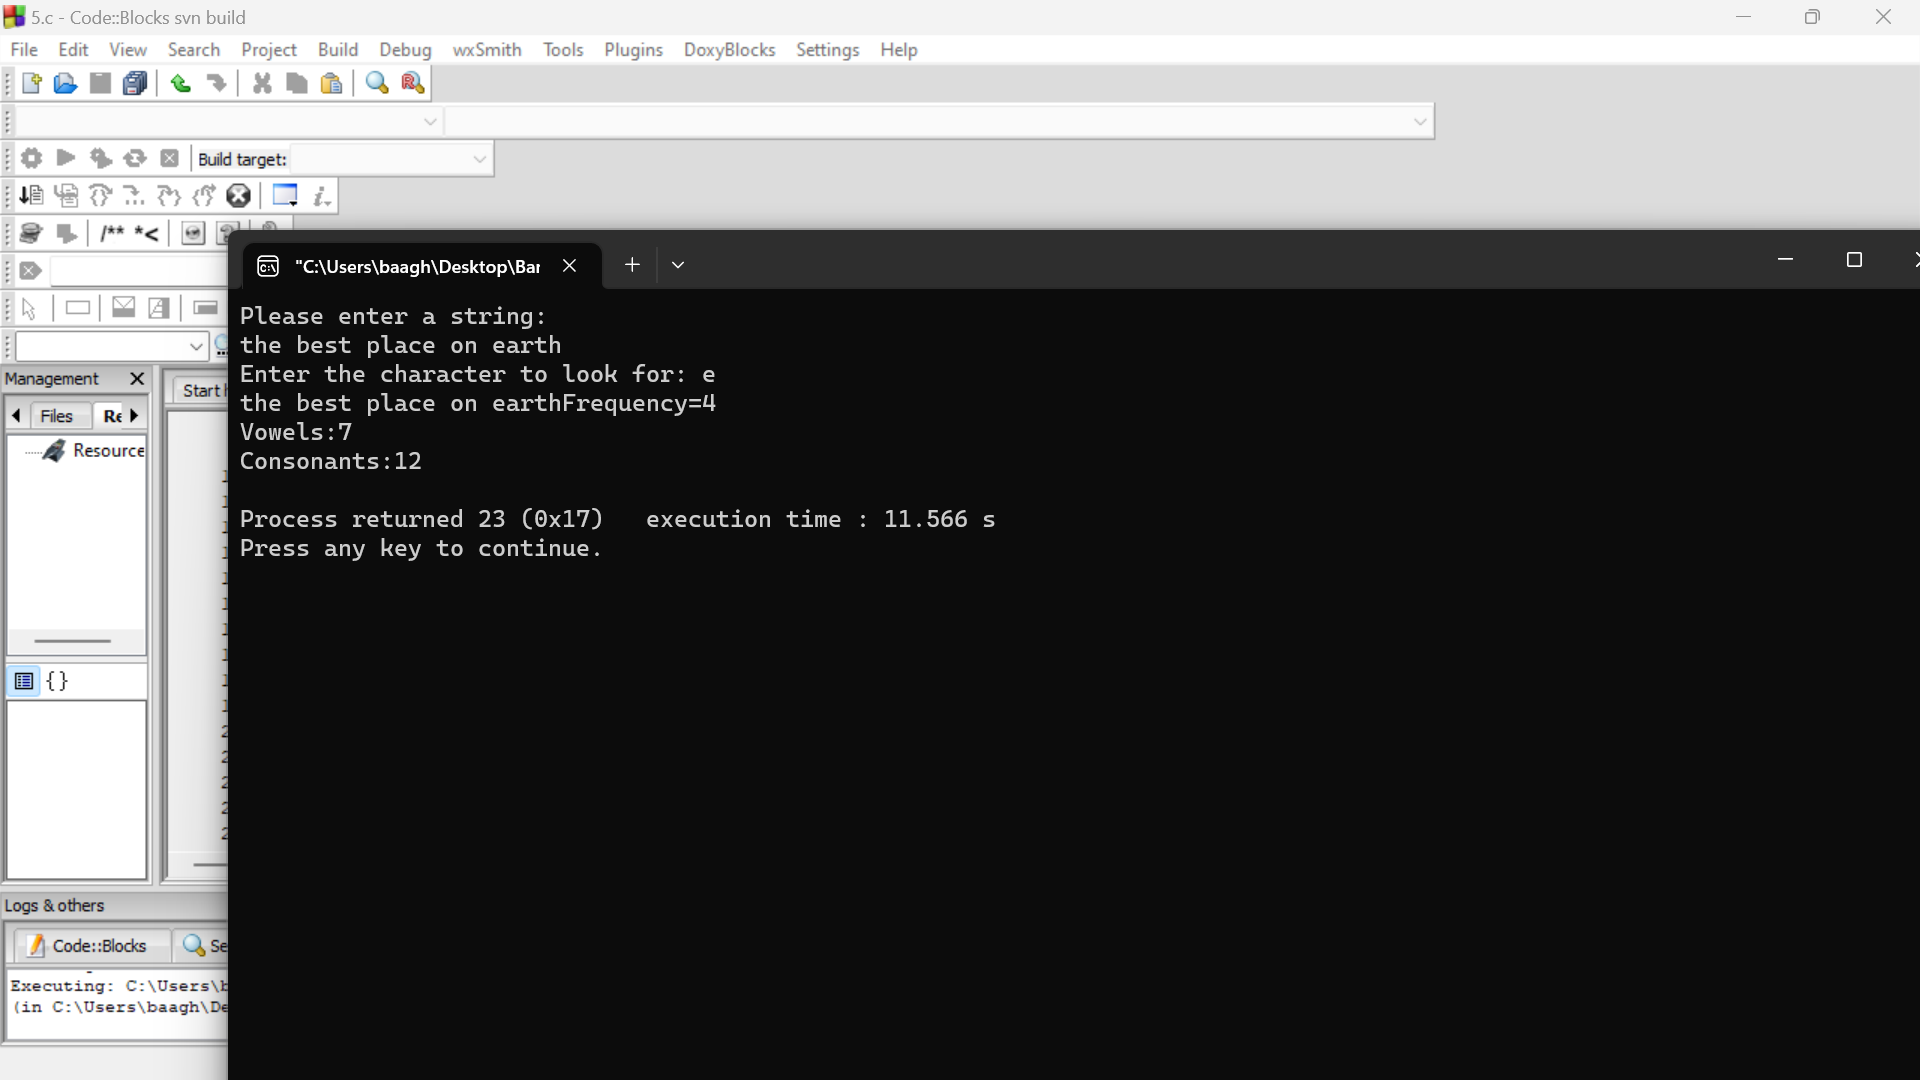 5.c - Code::Blocks svn build
File Edit View Search Project Build Debug wxSmith Tools Plugins DoxyBlocks Settings Help
Build target:
/** *<
"C:\Users\baagh\Desktop\Bar
Please enter a string:
the best place on earth
Enter the character to look for: e
the best place on earthFrequency=4
Vowels:7
Consonants:12
Process returned 23 (0x17)   execution time : 11.566 s
Press any key to continue.
Management
Start
Files
Resource
{}
Logs & others
Code::Blocks
Executing: C:\Users\b
(in C:\Users\baagh\De